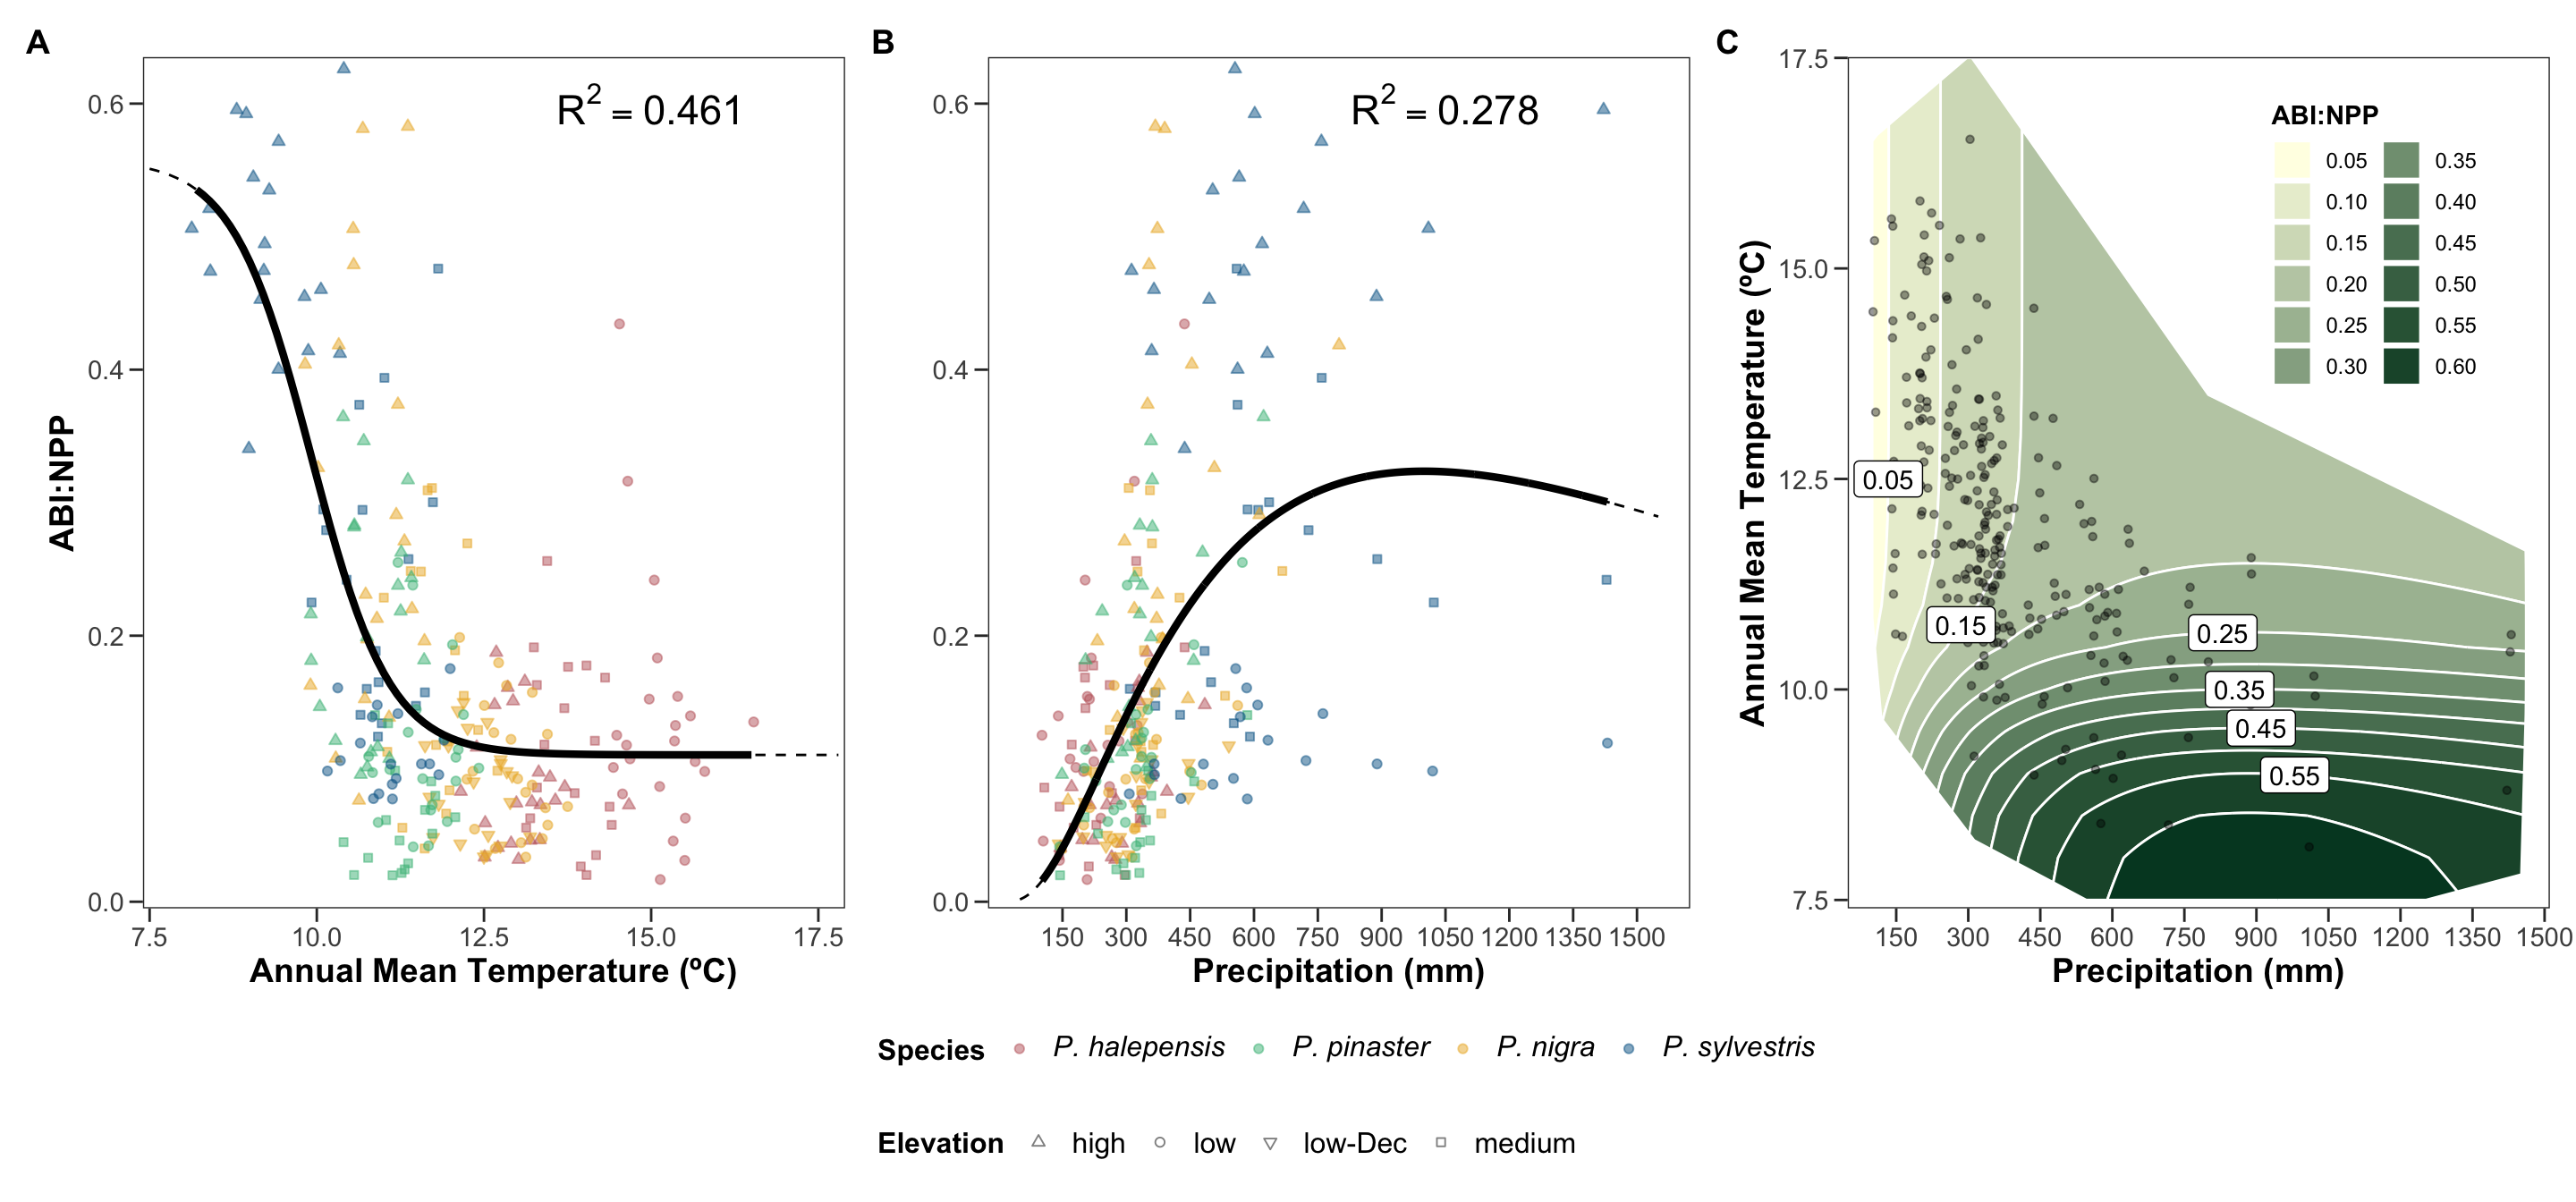 A
R2 = 0.461
ABI:NPP
0.6
0.4
0.2
0.0
7.5 10.0 12.5 15.0 17.5
Annual Mean Temperature (ºC)
B
R2 = 0.278
0.6
0.4
0.2
0.0
150 300 450 600 750 900 1050 1200 1350 1500
Precipitation (mm)
C
Annual Mean Temperature (ºC)
17.5
15.0
12.5
10.0
7.5
ABI:NPP
0.05 0.35
0.10 0.40
0.15 0.45
0.20 0.50
0.25 0.55
0.30 0.60
0.05
0.15
0.25
0.35
0.45
0.55
150 300 450 600 750 900 1050 1200 1350 1500
Precipitation (mm)
Species P. halepensis P. pinaster P. nigra P. sylvestris
Elevation high low low-Dec medium